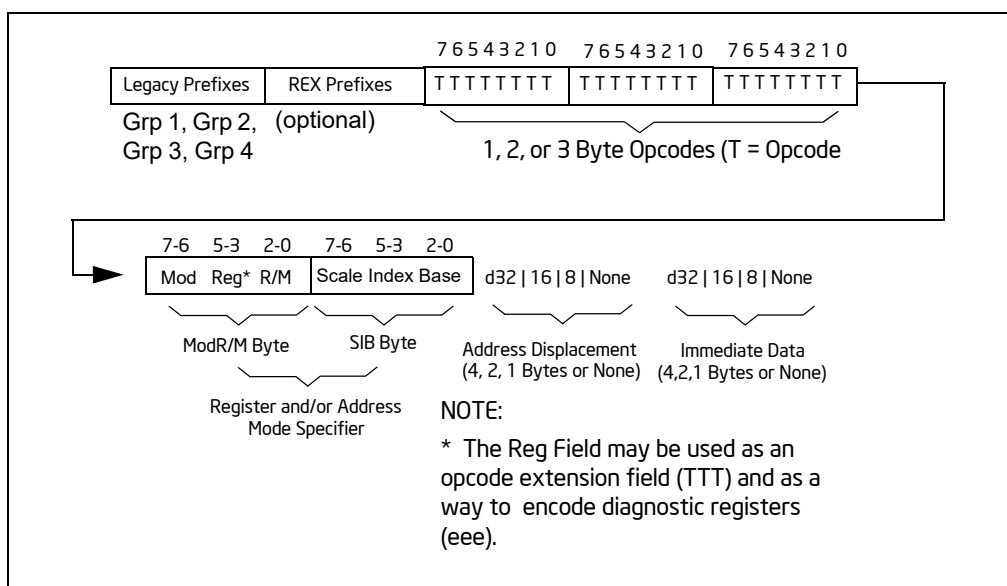 7 6 5 4 3 2 1 0 7 6 5 4 3 2 1 0 7 6 5 4 3 2 1 0
Legacy Prefixes REX Prefixes T T T T T T T T T T T T T T T T T T T T T T T T
Grp 1, Grp 2, (optional)
Grp 3, Grp 4
1, 2, or 3 Byte Opcodes (T = Opcode
7-6 5-3 2-0 7-6 5-3 2-0
Mod Reg* R/M Scale Index Base d32 | 16 | 8 | None d32 | 16 | 8 | None
ModR/M Byte SIB Byte Address Displacement Immediate Data
(4, 2, 1 Bytes or None) (4,2,1 Bytes or None)
Register and/or Address
Mode Specifier
NOTE:
* The Reg Field may be used as an
opcode extension field (TTT) and as a
way to encode diagnostic registers
(eee).